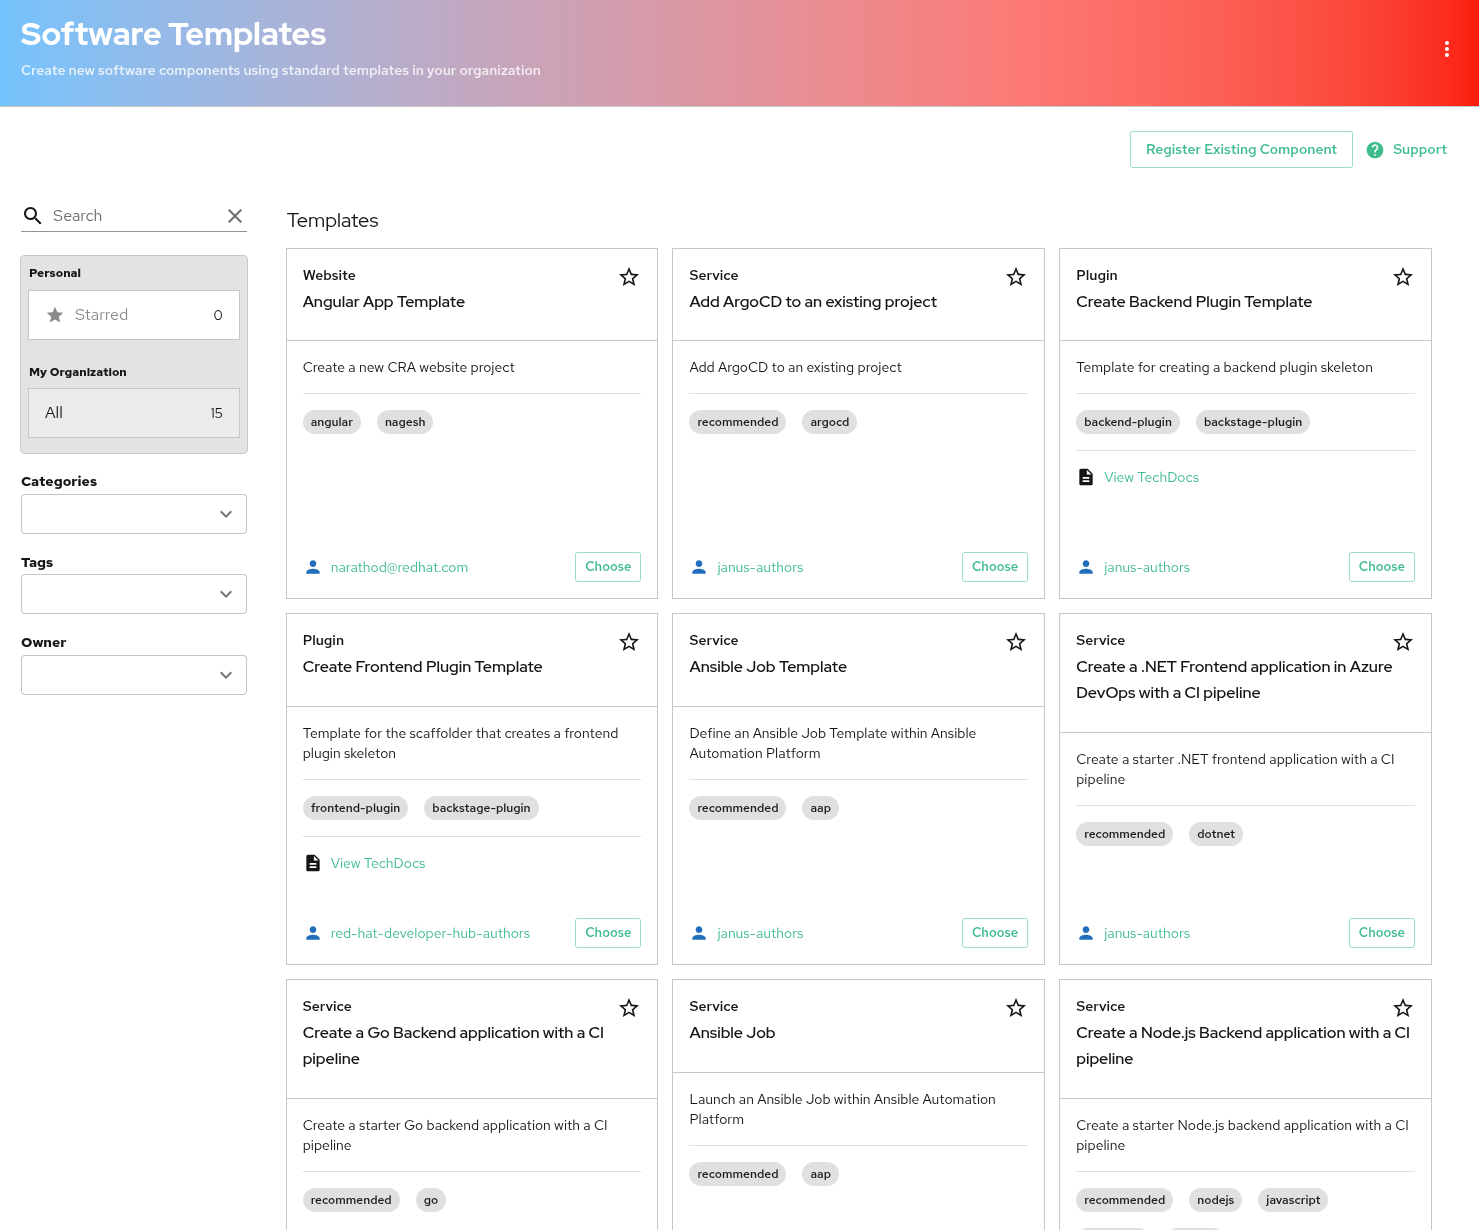 Software Templates
Create new software components using standard templates in your organization
Register Existing Component
Support
Search
Personal
Starred 0
My Organization
All 15
Categories
Tags
Owner
Templates
Website
Angular App Template
Create a new CRA website project
angular nagesh
narathod@redhat.com Choose
Service
Add ArgoCD to an existing project
Add ArgoCD to an existing project
recommended argocd
janus-authors Choose
Plugin
Create Backend Plugin Template
Template for creating a backend plugin skeleton
backend-plugin backstage-plugin
View TechDocs
janus-authors Choose
Plugin
Create Frontend Plugin Template
Template for the scaffolder that creates a frontend
plugin skeleton
frontend-plugin backstage-plugin
View TechDocs
red-hat-developer-hub-authors Choose
Service
Ansible Job Template
Define an Ansible Job Template within Ansible
Automation Platform
recommended aap
janus-authors Choose
Service
Create a .NET Frontend application in Azure
DevOps with a CI pipeline
Create a starter .NET frontend application with a CI
pipeline
recommended dotnet
janus-authors Choose
Service
Create a Go Backend application with a CI
pipeline
Create a starter Go backend application with a CI
pipeline
recommended go
Service
Ansible Job
Launch an Ansible Job within Ansible Automation
Platform
recommended aap
Service
Create a Node.js Backend application with a CI
pipeline
Create a starter Node.js backend application with a CI
pipeline
recommended nodejs javascript